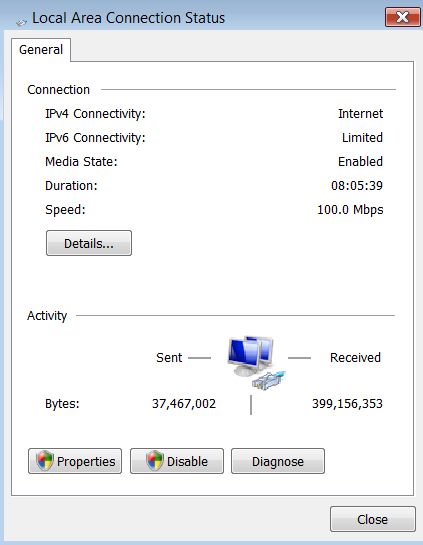 Local Area Connection Status
General
Connection
IPv4 Connectivity: Internet
IPv6 Connectivity: Limited
Media State: Enabled
Duration: 08:05:39
Speed: 100.0 Mbps
Details...
Activity
Sent Received
Bytes: 37,467,002 399,156,353
Properties Disable Diagnose
Close